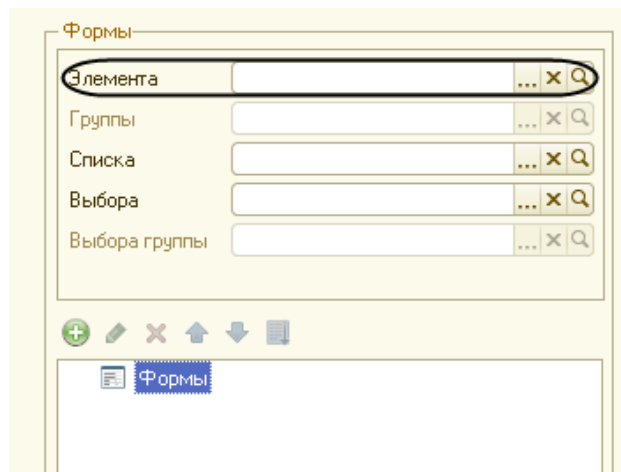 Формы
Элемента
Группы
Списка
Выбора
Выбора группы
Формы